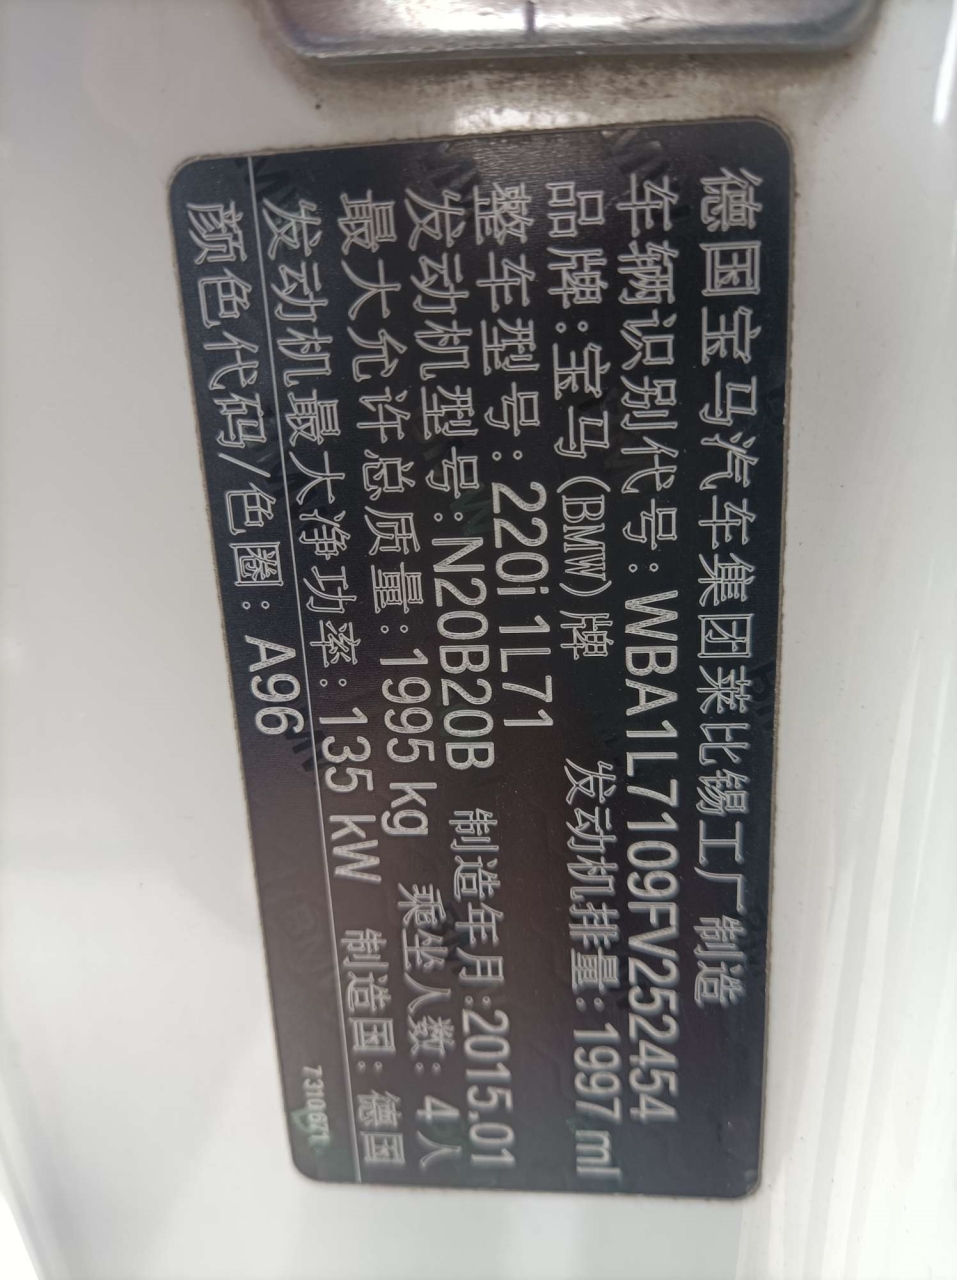 德国宝马汽车集团莱比锡工厂制造
车辆识别代号:WBA1L7109FV252454
品牌:宝马(BMW)牌 发动机排量:1997 ml
整车型号:220i 1L71
发动机型号:N20B20B 制造年月:2015.01
最大允许总质量:1995 kg 乘坐人数:4人
发动机最大净功率:135 kW 制造国:德国
颜色代码/色圈:A96